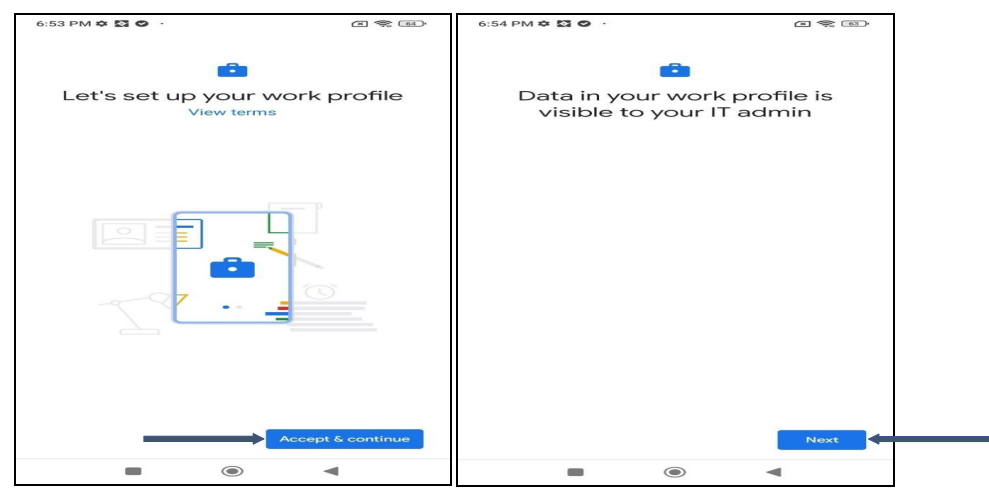 6:53 PM
64
Let's set up your work profile
View terms
Accept & continue
6:54 PM
63
Data in your work profile is
visible to your IT admin
Next